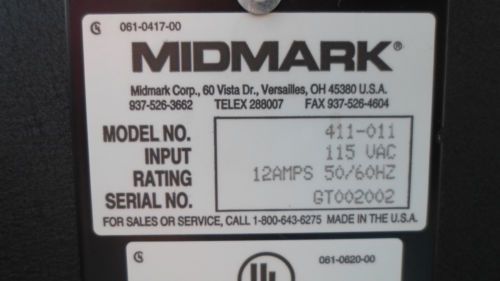 061-0417-00
MIDMARK®
Midmark Corp., 60 Vista Dr., Versailles, OH 45380 U.S.A.
937-526-3662 TELEX 288007 FAX 937-526-4604
MODEL NO. 411-011
INPUT 115 VAC
RATING 12AMPS 50/60HZ
SERIAL NO. GT002002
FOR SALES OR SERVICE, CALL 1-800-643-6275 MADE IN THE U.S.A.
061-0620-00
UL